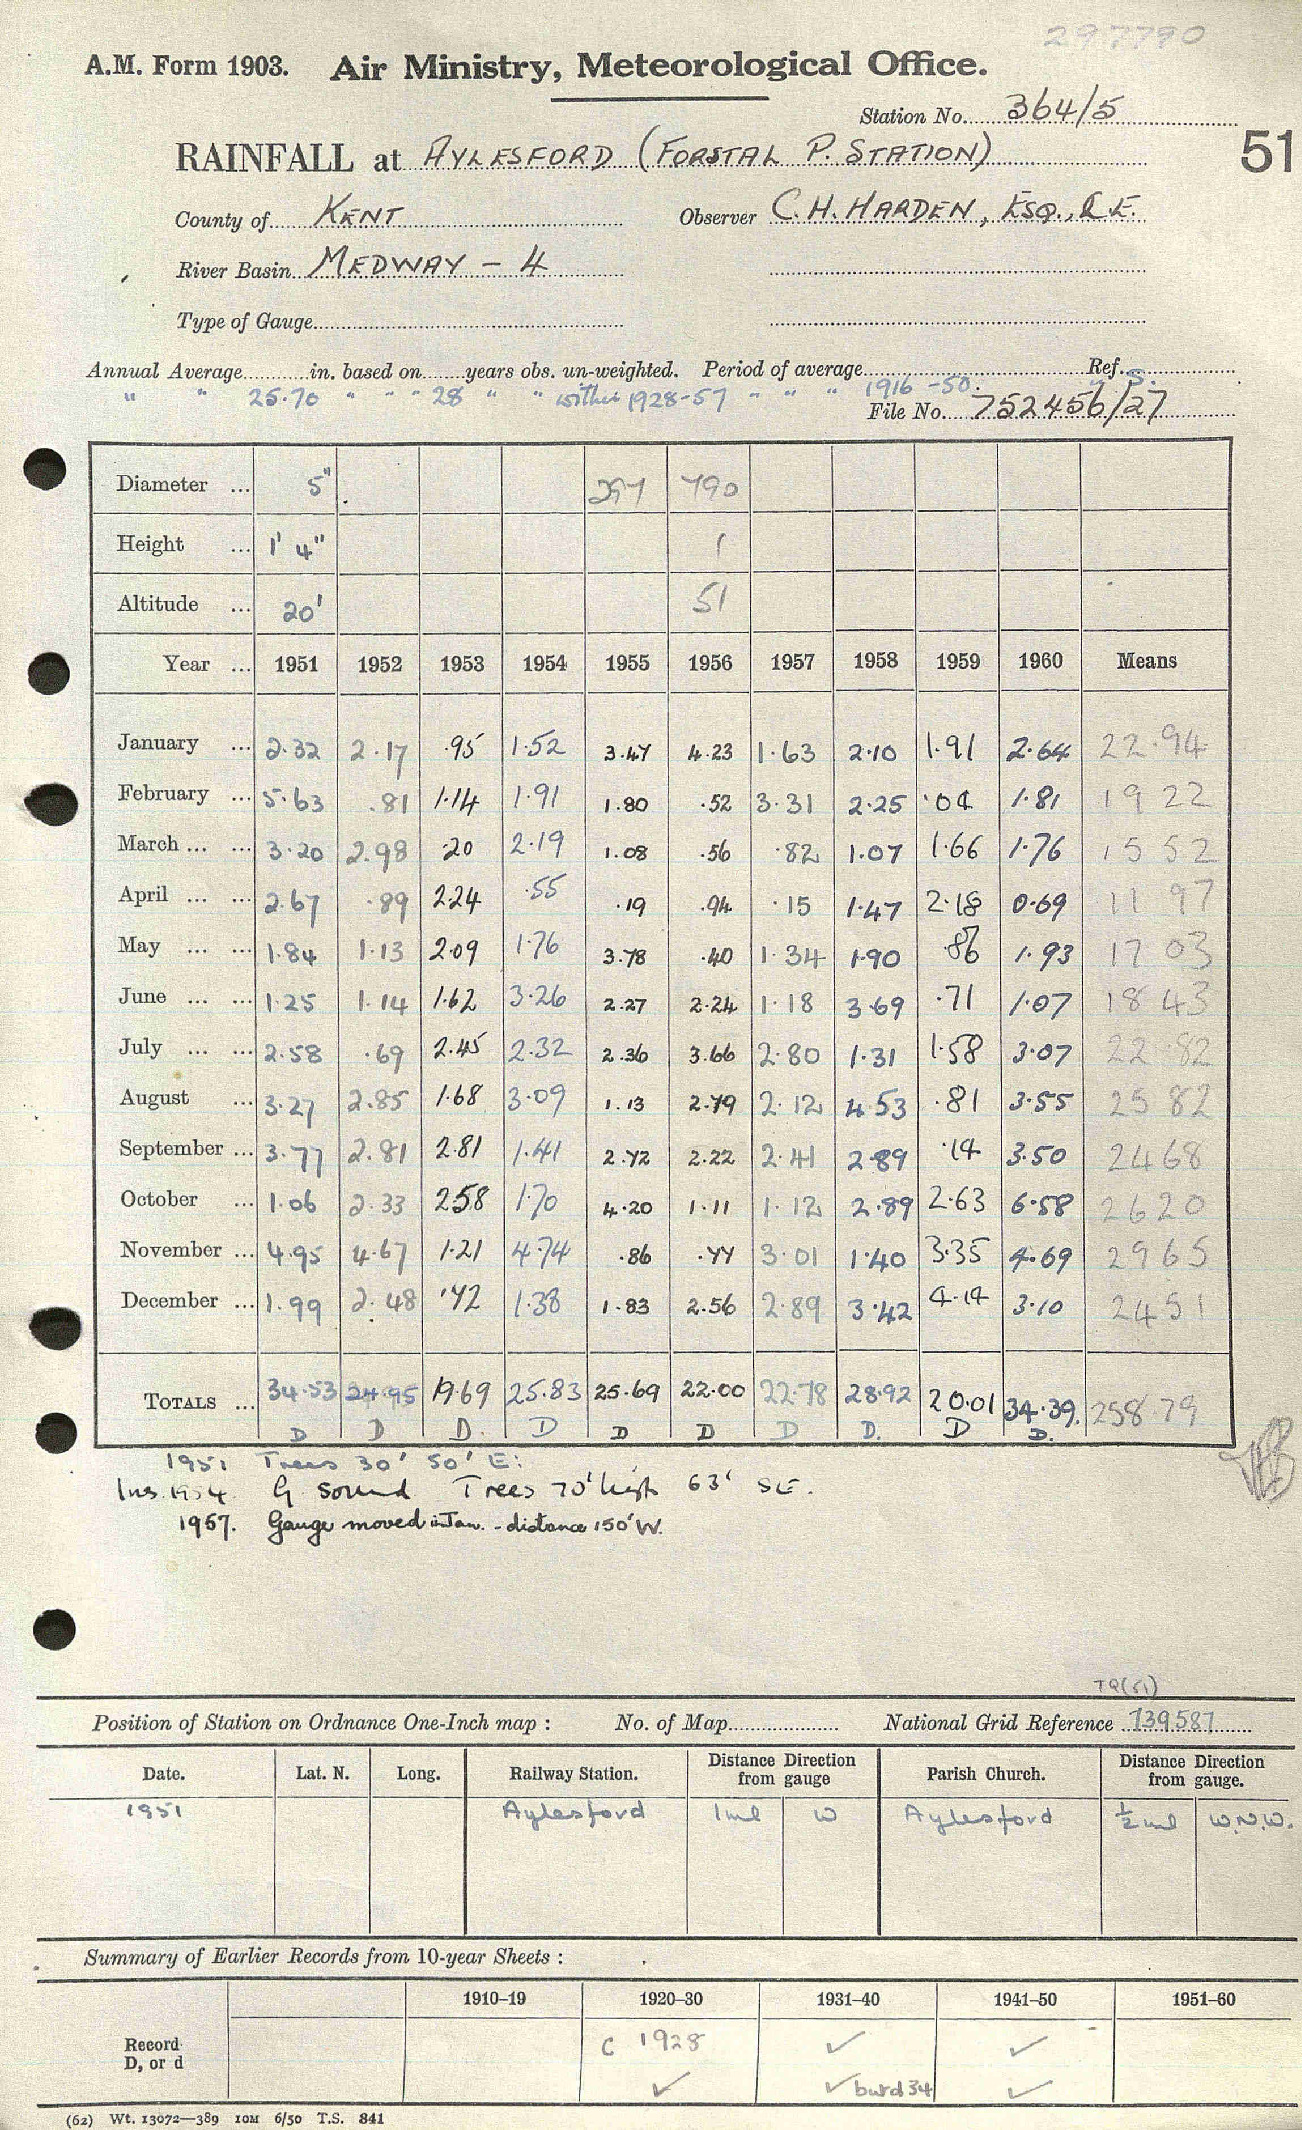 297790
A.M. Form 1903. Air Ministry, Meteorological Office.
Station No. 364/5
51
RAINFALL at AYLESFORD (FORSTAL P. STATION)
County of KENT Observer C.H. HARDEN, ESQ., C.E.
River Basin MEDWAY - 4
Type of Gauge
Annual Average in. based on years obs. un-weighted. Period of average Ref.
" " 25.70 " " " 28 " " within 1928-57 " " " 1916-50. " S.
File No. 752456/27
Diameter ... 5" 297 790
Height ... 1' 4" 1
Altitude ... 20' 51
Year ... 1951 1952 1953 1954 1955 1956 1957 1958 1959 1960 Means
January ... 2.32 2.17 .95 1.52 3.47 4.23 1.63 2.10 1.91 2.64 22.94
February ... 5.63 .81 1.14 1.91 1.80 .52 3.31 2.25 .04 1.81 19 22
March ... ... 3.20 2.98 .20 2.19 1.08 .56 .82 1.07 1.66 1.76 15 52
April ... ... 2.67 .89 2.24 .55 .19 .94 .15 1.47 2.18 0.69 11 97
May ... ... 1.84 1.13 2.09 1.76 3.78 .40 1.34 1.90 .86 1.93 17 03
June ... ... 1.25 1.14 1.62 3.26 2.27 2.24 1.18 3.69 .71 1.07 18 43
July ... ... 2.58 .69 2.45 2.32 2.36 3.66 2.80 1.31 1.58 3.07 22 82
August ... 3.27 2.85 1.68 3.09 1.13 2.79 2.12 4.53 .81 3.55 25 82
September ... 3.77 2.81 2.81 1.41 2.72 2.22 2.41 2.89 .14 3.50 24 68
October ... 1.06 2.33 2.58 1.70 4.20 1.11 1.12 2.89 2.63 6.58 26 20
November ... 4.95 4.67 1.21 4.74 .86 .77 3.01 1.40 3.35 4.69 29 65
December ... 1.99 2.48 .72 1.38 1.83 2.56 2.89 3.42 4.14 3.10 24 51
TOTALS ... 34.53 24.95 19.69 25.83 25.69 22.00 22.78 28.92 20.01 34.39. 258.79
D D D. D D D D D. D D.
1951 Trees 30' 50' E:
Ins. 1954. G sound Trees 70' high 63' SE.
1957. Gauge moved in Jan. - distance 150' W.
TQ(51)
Position of Station on Ordnance One-Inch map : No. of Map National Grid Reference 739587
Date. Lat. N. Long. Railway Station. Distance Direction from gauge Parish Church. Distance Direction from gauge.
1951 Aylesford 1ml W Aylesford ½ ml W.N.W.
Summary of Earlier Records from 10-year Sheets :
1910–19 1920–30 1931–40 1941–50 1951–60
Record D, or d C 1928 ✓ ✓
✓ ✓ but d 34 ✓
(62) Wt. 13072—389 10M 6/50 T.S. 841